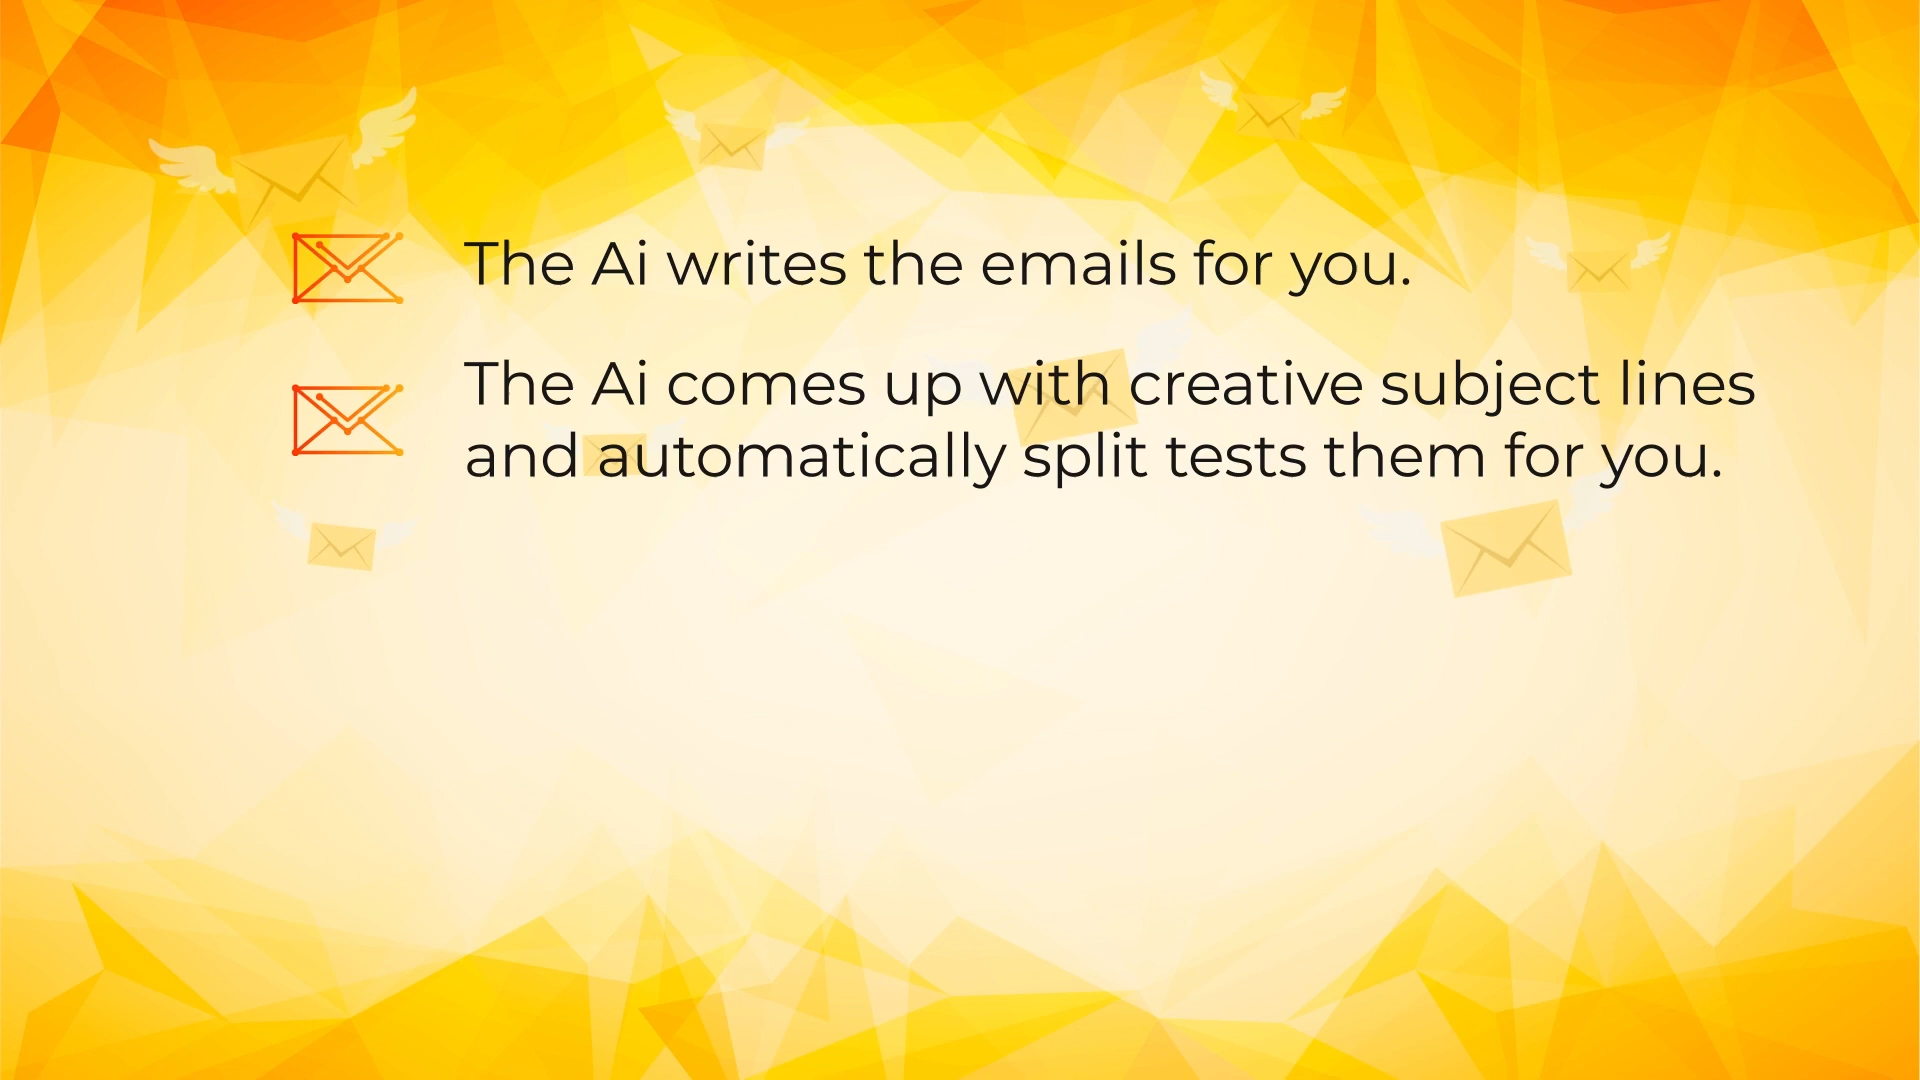 The Ai writes the emails for you.
The Ai comes up with creative subject lines
and automatically split tests them for you.